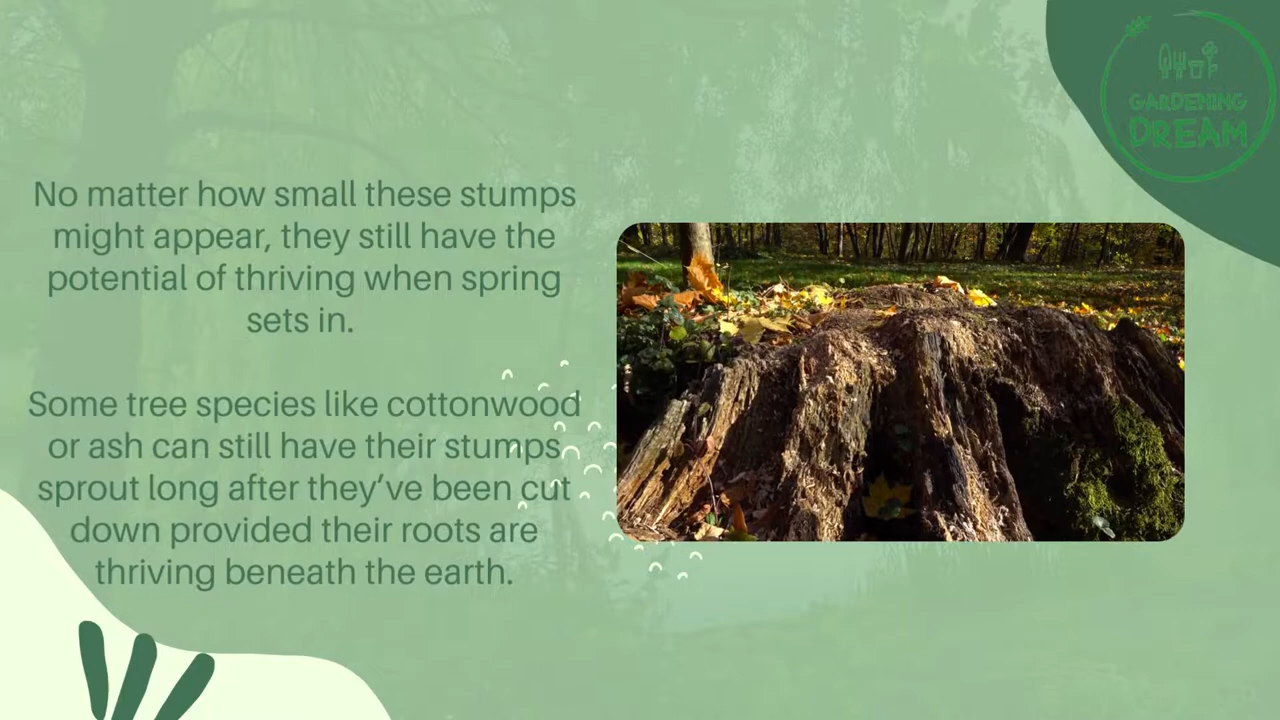 GARDENING
DREAM
No matter how small these stumps
might appear, they still have the
potential of thriving when spring
sets in.
Some tree species like cottonwood
or ash can still have their stumps
sprout long after they’ve been cut
down provided their roots are
thriving beneath the earth.